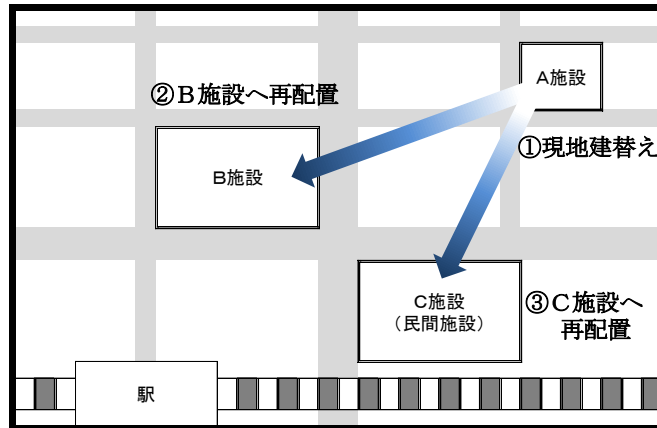 A施設
②B施設へ再配置
①現地建替え
B施設
C施設
（民間施設）
③C施設へ
再配置
駅